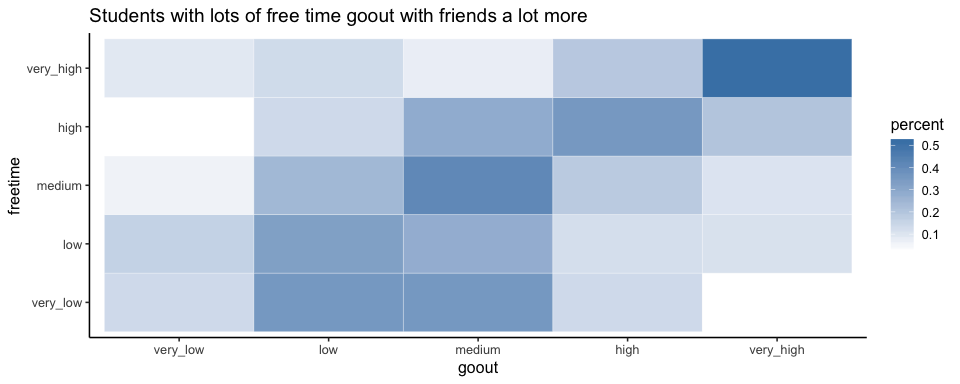 Students with lots of free time goout with friends a lot more
very_high
high
medium
low
very_low
freetime
very_low low medium high very_high
goout
percent
0.5
0.4
0.3
0.2
0.1